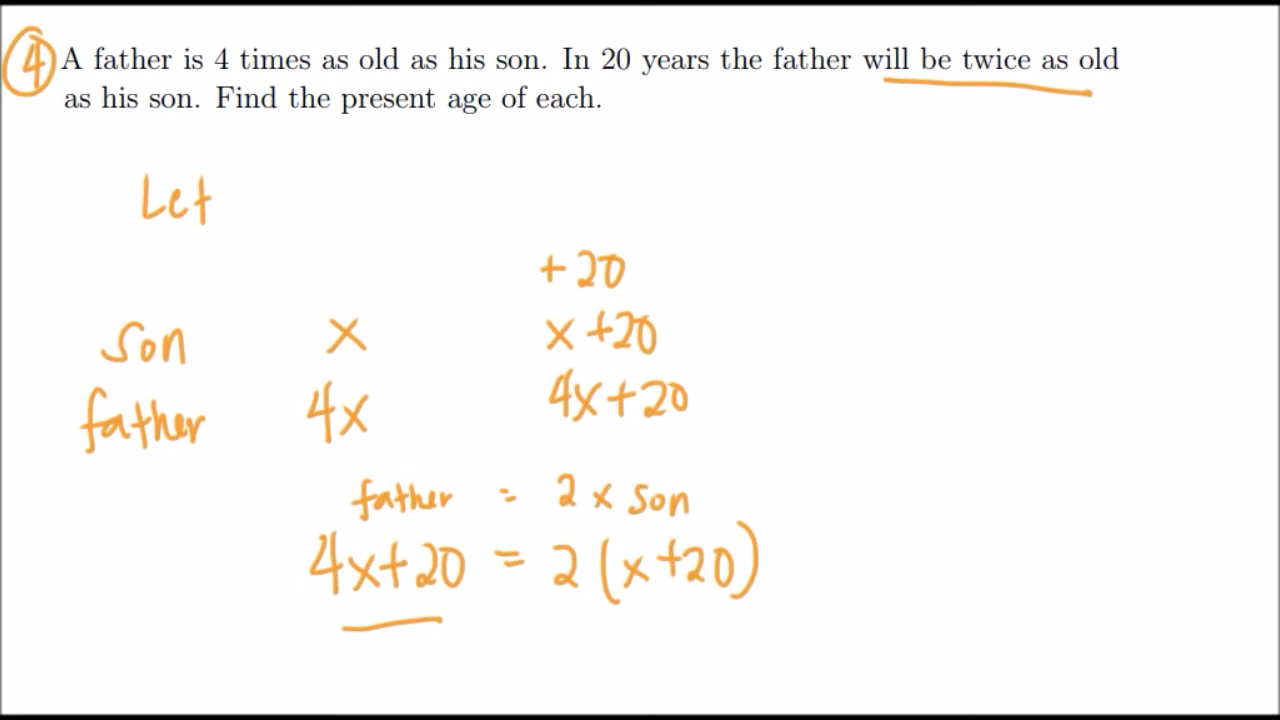 4 A father is 4 times as old as his son. In 20 years the father will be twice as old
as his son. Find the present age of each.
Let
+20
son x x +20
father 4x 4x+20
father = 2 x son
4x+20 = 2 (x+20)